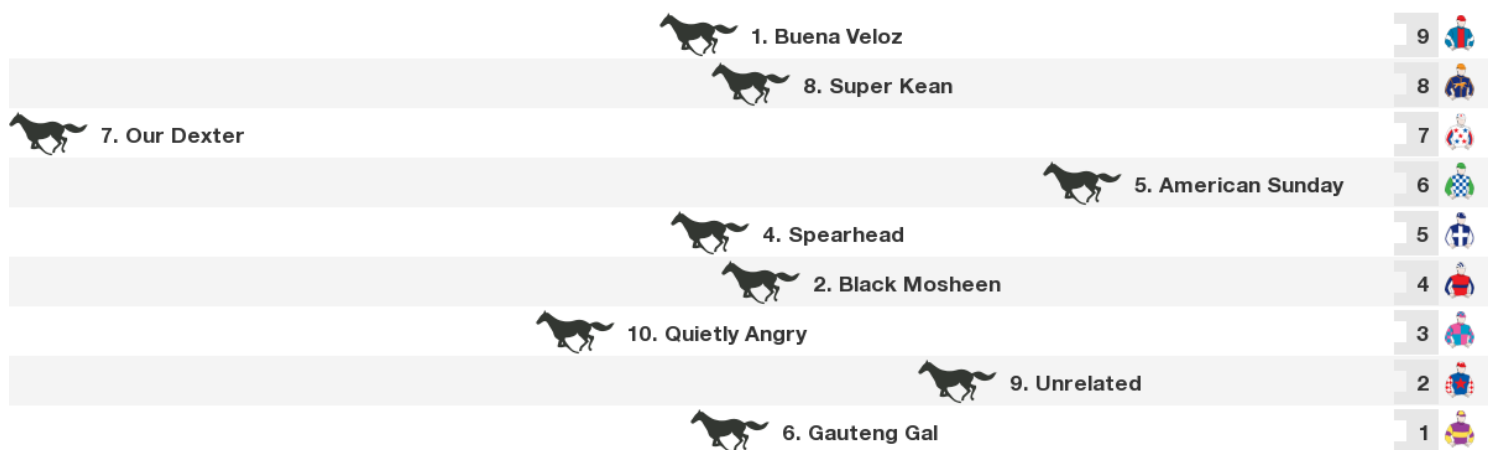 1. Buena Veloz 9
8. Super Kean 8
7. Our Dexter 7
5. American Sunday 6
4. Spearhead 5
2. Black Mosheen 4
10. Quietly Angry 3
9. Unrelated 2
6. Gauteng Gal 1